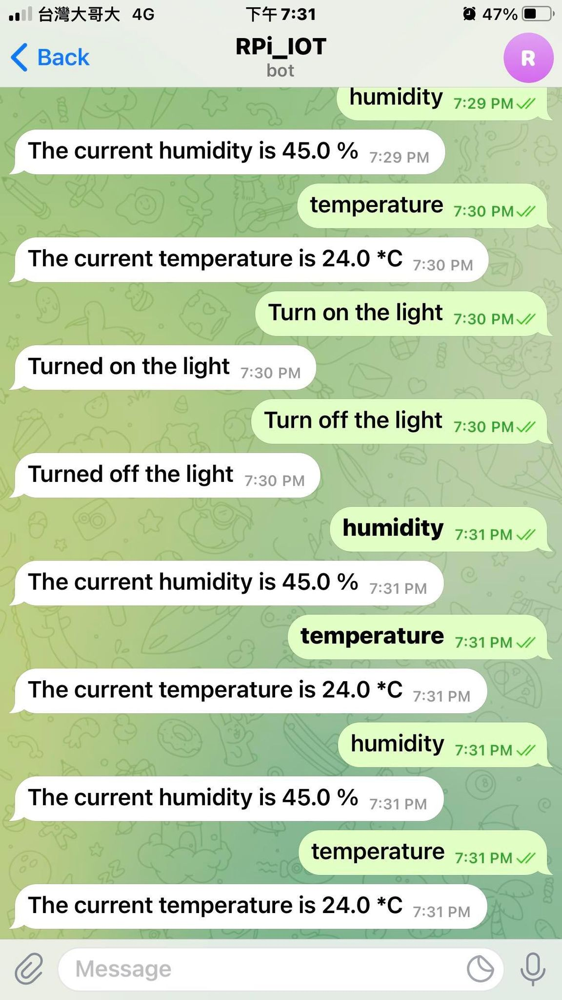 台灣大哥大 4G 下午 7:31 47%
Back RPi_IOT R
bot
humidity 7:29 PM
The current humidity is 45.0 % 7:29 PM
temperature 7:30 PM
The current temperature is 24.0 *C 7:30 PM
Turn on the light 7:30 PM
Turned on the light 7:30 PM
Turn off the light 7:30 PM
Turned off the light 7:30 PM
humidity 7:31 PM
The current humidity is 45.0 % 7:31 PM
temperature 7:31 PM
The current temperature is 24.0 *C 7:31 PM
humidity 7:31 PM
The current humidity is 45.0 % 7:31 PM
temperature 7:31 PM
The current temperature is 24.0 *C 7:31 PM
Message